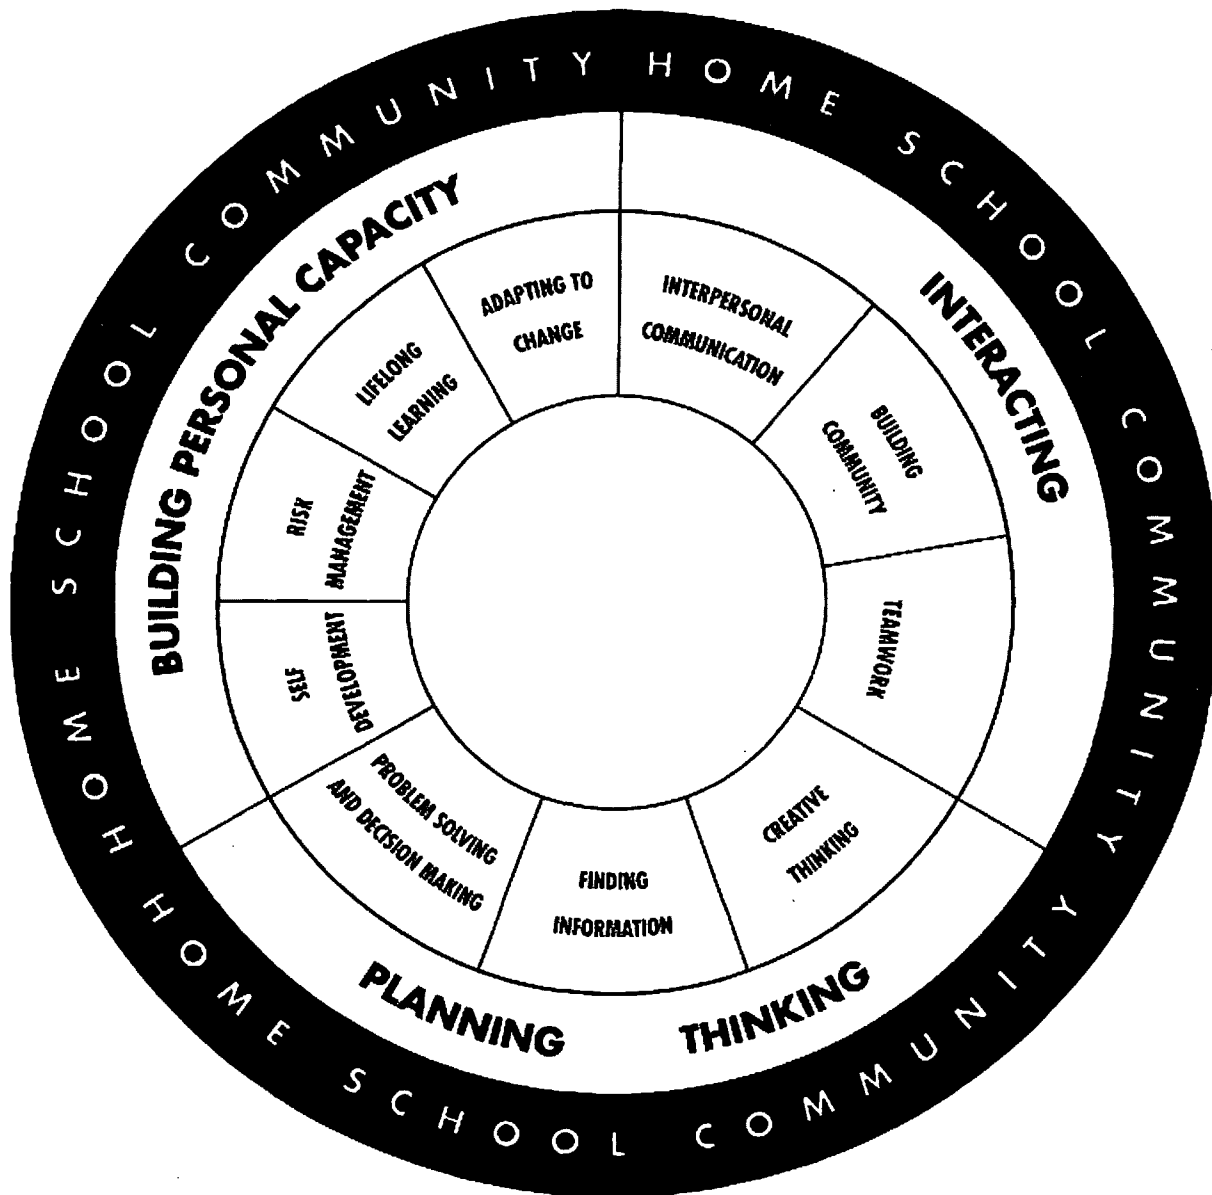 HOME SCHOOL COMMUNITY
HOME SCHOOL COMMUNITY
HOME SCHOOL COMMUNITY
BUILDING PERSONAL CAPACITY
INTERACTING
PLANNING
THINKING
ADAPTING TO
CHANGE
INTERPERSONAL
COMMUNICATION
BUILDING
COMMUNITY
TEAMWORK
CREATIVE
THINKING
FINDING
INFORMATION
PROBLEM SOLVING
AND DECISION MAKING
SELF
DEVELOPMENT
RISK
MANAGEMENT
LIFELONG
LEARNING